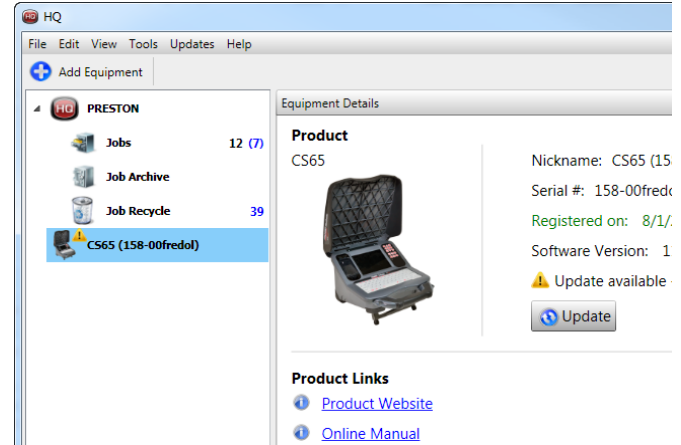 HQ
File Edit View Tools Updates Help
Add Equipment
HQ PRESTON
Jobs 12 (7)
Job Archive
Job Recycle 39
CS65 (158-00fredol)
Equipment Details
Product
CS65
Nickname: CS65 (15
Serial #: 158-00fred
Registered on: 8/1/
Software Version: 1
Update available
Update
Product Links
Product Website
Online Manual